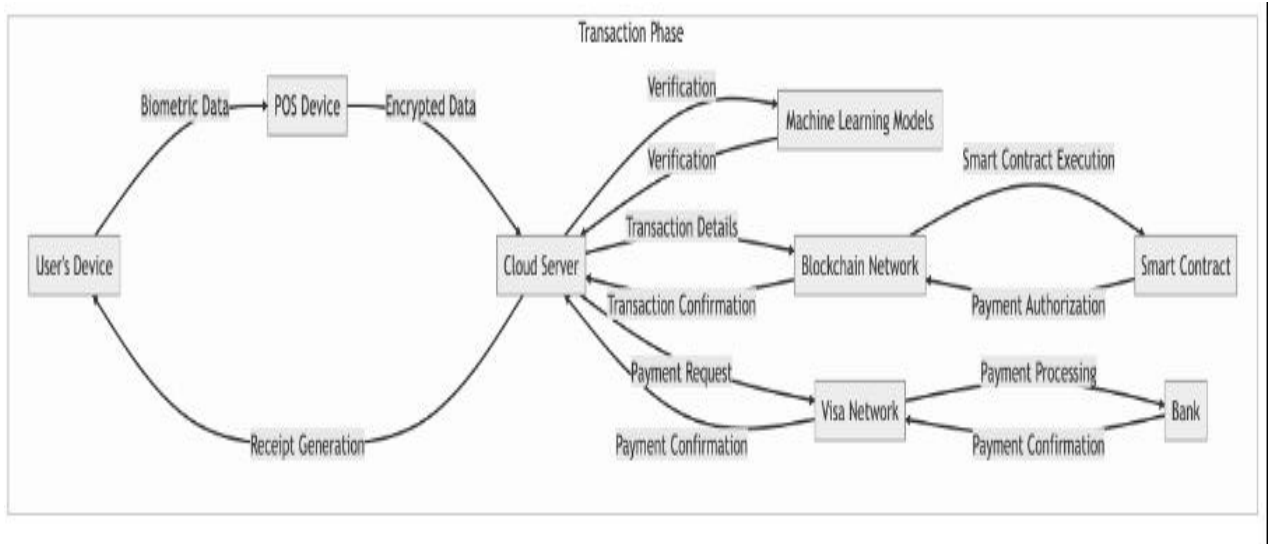 Transaction Phase
Verification
Biometric Data
POS Device
Encrypted Data
Machine Learning Models
Verification
Smart Contract Execution
Transaction Details
User's Device
Cloud Server
Blockchain Network
Smart Contract
Transaction Confirmation
Payment Authorization
Payment Request
Payment Processing
Visa Network
Bank
Receipt Generation
Payment Confirmation
Payment Confirmation